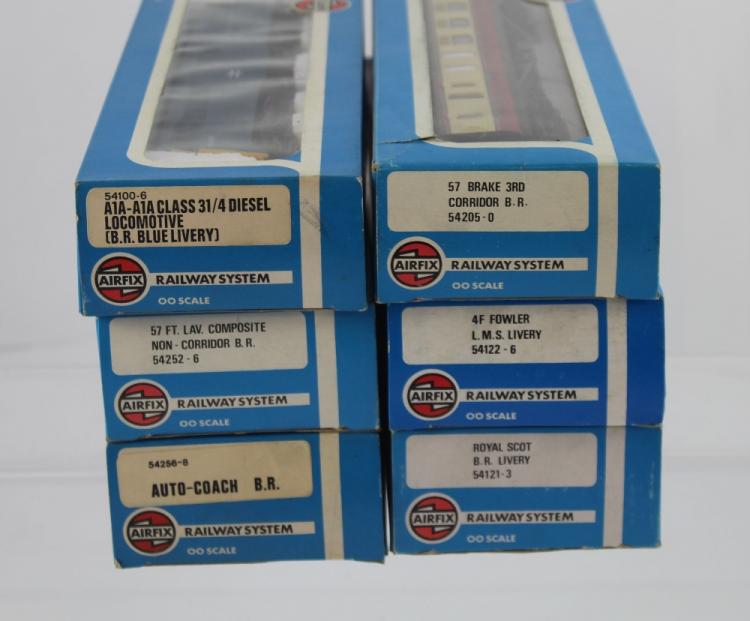 54100-6
A1A-A1A CLASS 31/4 DIESEL
LOCOMOTIVE
(B.R. BLUE LIVERY)
AIRFIX
RAILWAY SYSTEM
OO SCALE
57 BRAKE 3RD
CORRIDOR B.R.
54205-0
AIRFIX
RAILWAY SYSTEM
OO SCALE
57 FT. LAV. COMPOSITE
NON-CORRIDOR B.R.
54252-6
AIRFIX
RAILWAY SYSTEM
OO SCALE
4F FOWLER
L.M.S. LIVERY
54122-6
AIRFIX
RAILWAY SYSTEM
OO SCALE
54256-8
AUTO-COACH B.R.
AIRFIX
RAILWAY SYSTEM
OO SCALE
ROYAL SCOT
B.R. LIVERY
54121-3
AIRFIX
RAILWAY SYSTEM
OO SCALE